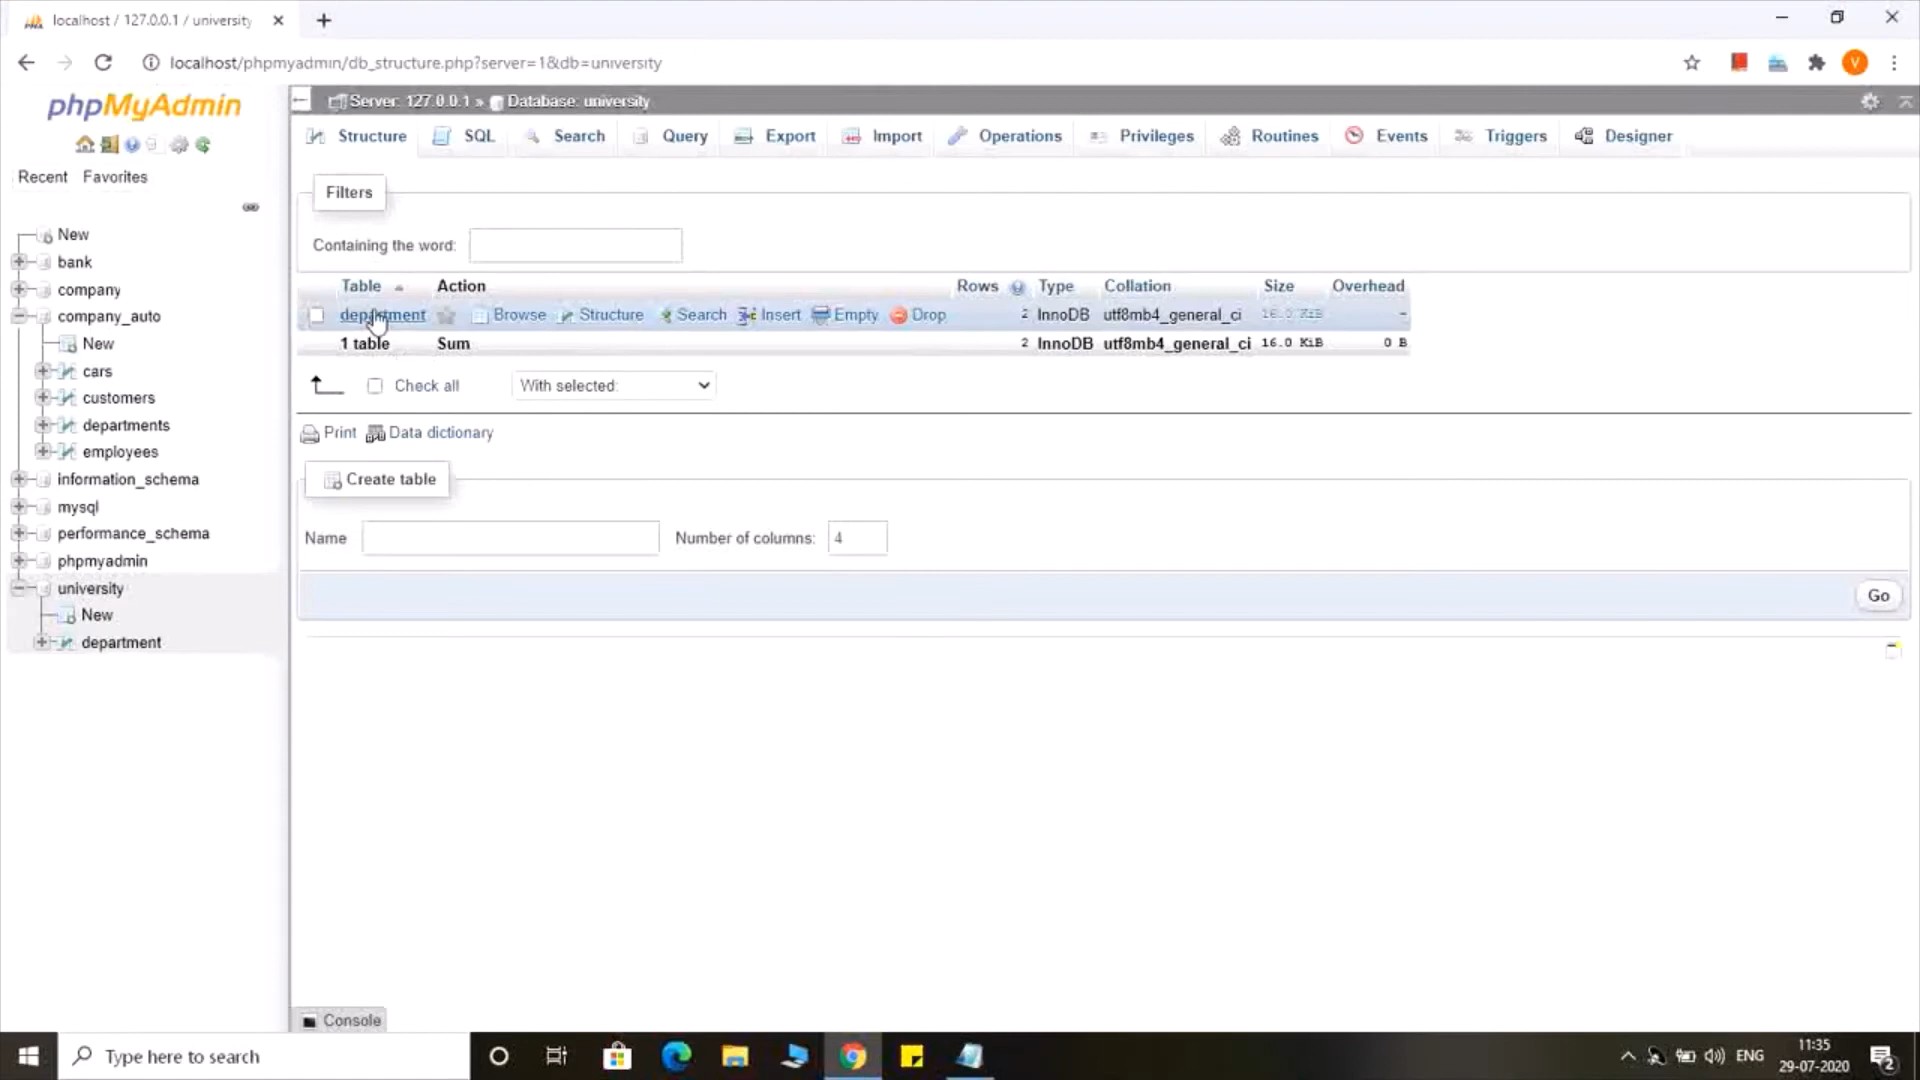 localhost / 127.0.0.1 / university
localhost/phpmyadmin/db_structure.php?server=1&db=university
V
phpMyAdmin
Recent Favorites
New
bank
company
company_auto
New
cars
customers
departments
employees
information_schema
mysql
performance_schema
phpmyadmin
university
New
department
Server: 127.0.0.1 » Database: university
Structure SQL Search Query Export Import Operations Privileges Routines Events Triggers Designer
Filters
Containing the word:
Table Action Rows Type Collation Size Overhead
department Browse Structure Search Insert Empty Drop 2 InnoDB utf8mb4_general_ci 16.0 KiB -
1 table Sum 2 InnoDB utf8mb4_general_ci 16.0 KiB 0 B
Check all With selected:
Print Data dictionary
Create table
Name Number of columns: 4
Go
Console
Type here to search
ENG
11:35
29-07-2020
2